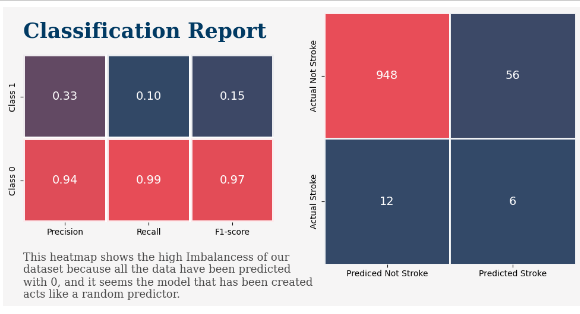 Classification Report
Class 1
0.33 0.10 0.15
Class 0
0.94 0.99 0.97
Precision Recall F1-score
This heatmap shows the high Imbalancess of our
dataset because all the data have been predicted
with 0, and it seems the model that has been created
acts like a random predictor.
Actual Not Stroke
948 56
Actual Stroke
12 6
Prediced Not Stroke Predicted Stroke